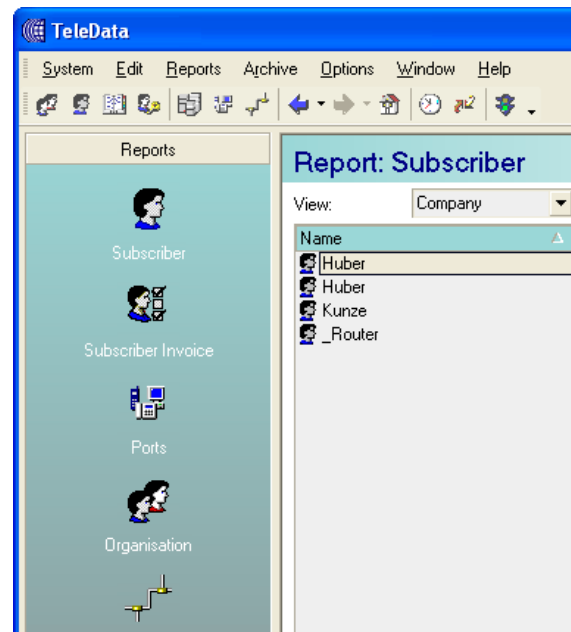 TeleData
System Edit Reports Archive Options Window Help
Reports
Subscriber
Subscriber Invoice
Ports
Organisation
Report: Subscriber
View: Company
Name
Huber
Huber
Kunze
_Router